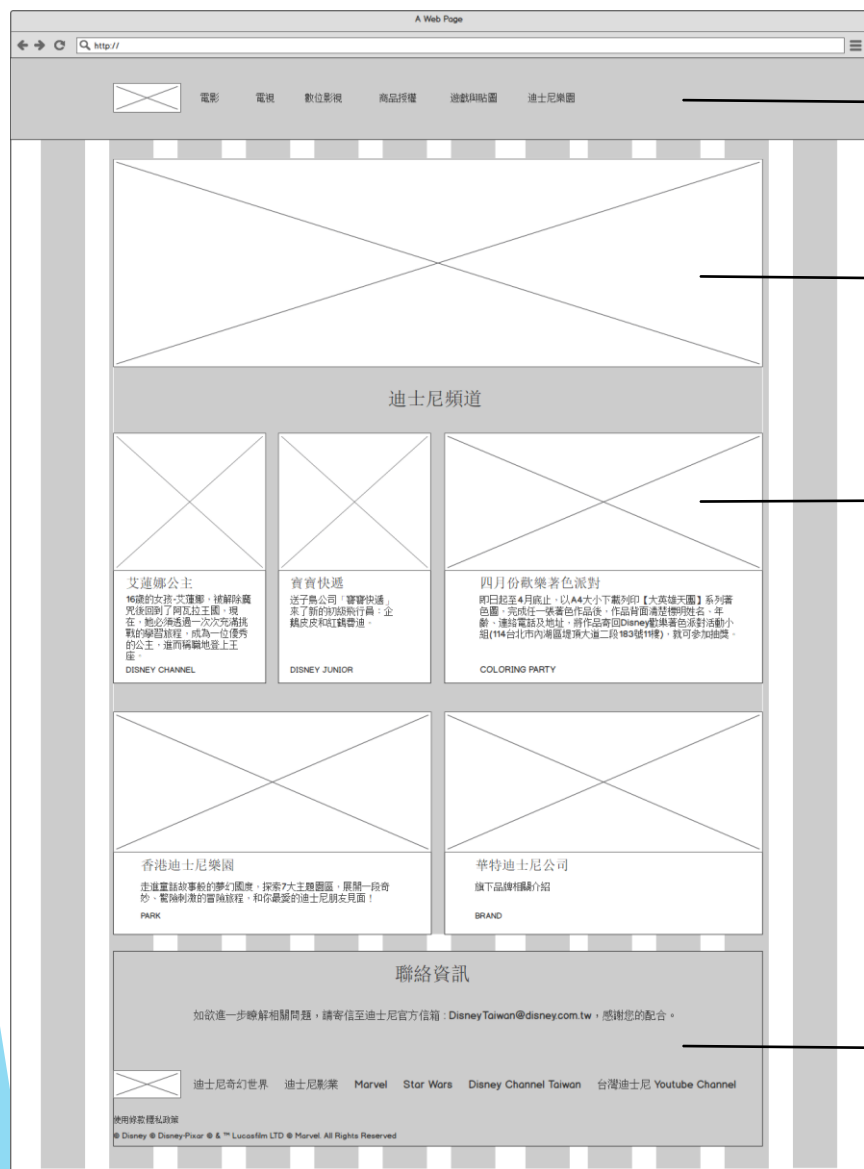 A Web Page
http://
電影 電視 數位影視 商品授權 遊戲與貼圖 迪士尼樂園
迪士尼頻道
艾蓮娜公主
16歲的女孩-艾蓮娜，被解除魔
咒後回到了阿瓦拉王國，現
在，她必須透過一次次充滿挑
戰的學習旅程，成為一位優秀
的公主，進而稱職地登上王
座。
DISNEY CHANNEL
寶寶快遞
送子鳥公司「寶寶快遞」
來了新的初級飛行員：企
鵝皮皮和紅鶴費迪。
DISNEY JUNIOR
四月份歡樂著色派對
即日起至4月底止，以A4大小下載列印【大英雄天團】系列著
色圖，完成任一張著色作品後，作品背面清楚標明姓名、年
齡、連絡電話及地址，將作品寄回Disney歡樂著色派對活動小
組(114台北市內湖區堤頂大道二段183號11樓)，就可參加抽獎。
COLORING PARTY
香港迪士尼樂園
走進童話故事般的夢幻國度，探索7大主題園區，展開一段奇
妙、驚險刺激的冒險旅程，和你最愛的迪士尼朋友見面！
PARK
華特迪士尼公司
旗下品牌相關介紹
BRAND
聯絡資訊
如欲進一步瞭解相關問題，請寄信至迪士尼官方信箱 : DisneyTaiwan@disney.com.tw，感謝您的配合。
迪士尼奇幻世界 迪士尼影業 Marvel Star Wars Disney Channel Taiwan 台灣迪士尼 Youtube Channel
使用條款隱私政策
© Disney © Disney-Pixar © & ™ Lucasfilm LTD © Marvel. All Rights Reserved